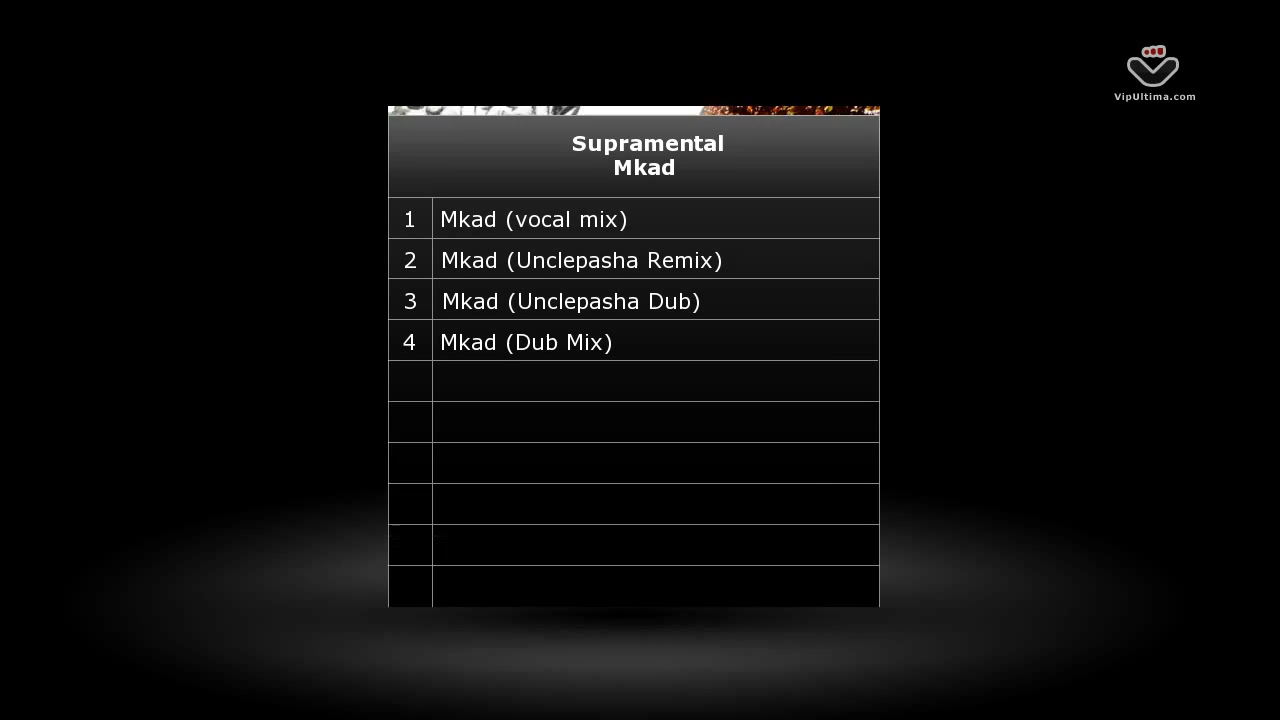 VipUltima.com
Supramental
Mkad
1 Mkad (vocal mix)
2 Mkad (Unclepasha Remix)
3 Mkad (Unclepasha Dub)
4 Mkad (Dub Mix)